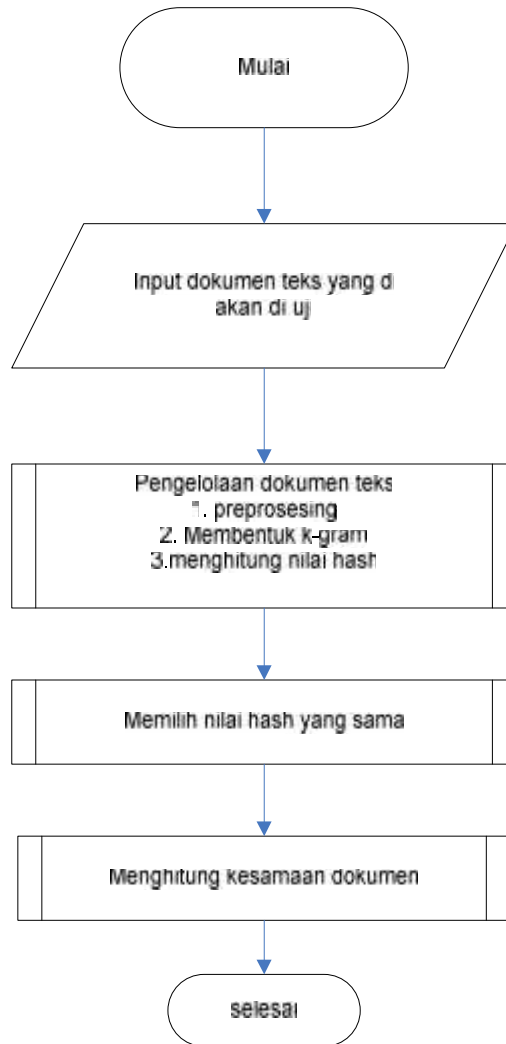 Mulai
Input dokumen teks yang di
akan di uj
Pengelolaan dokumen teks
1. preprosesing
2. Membentuk k-gram
3.menghitung nilai hash
Memilih nilai hash yang sama
Menghitung kesamaan dokumen
selesai